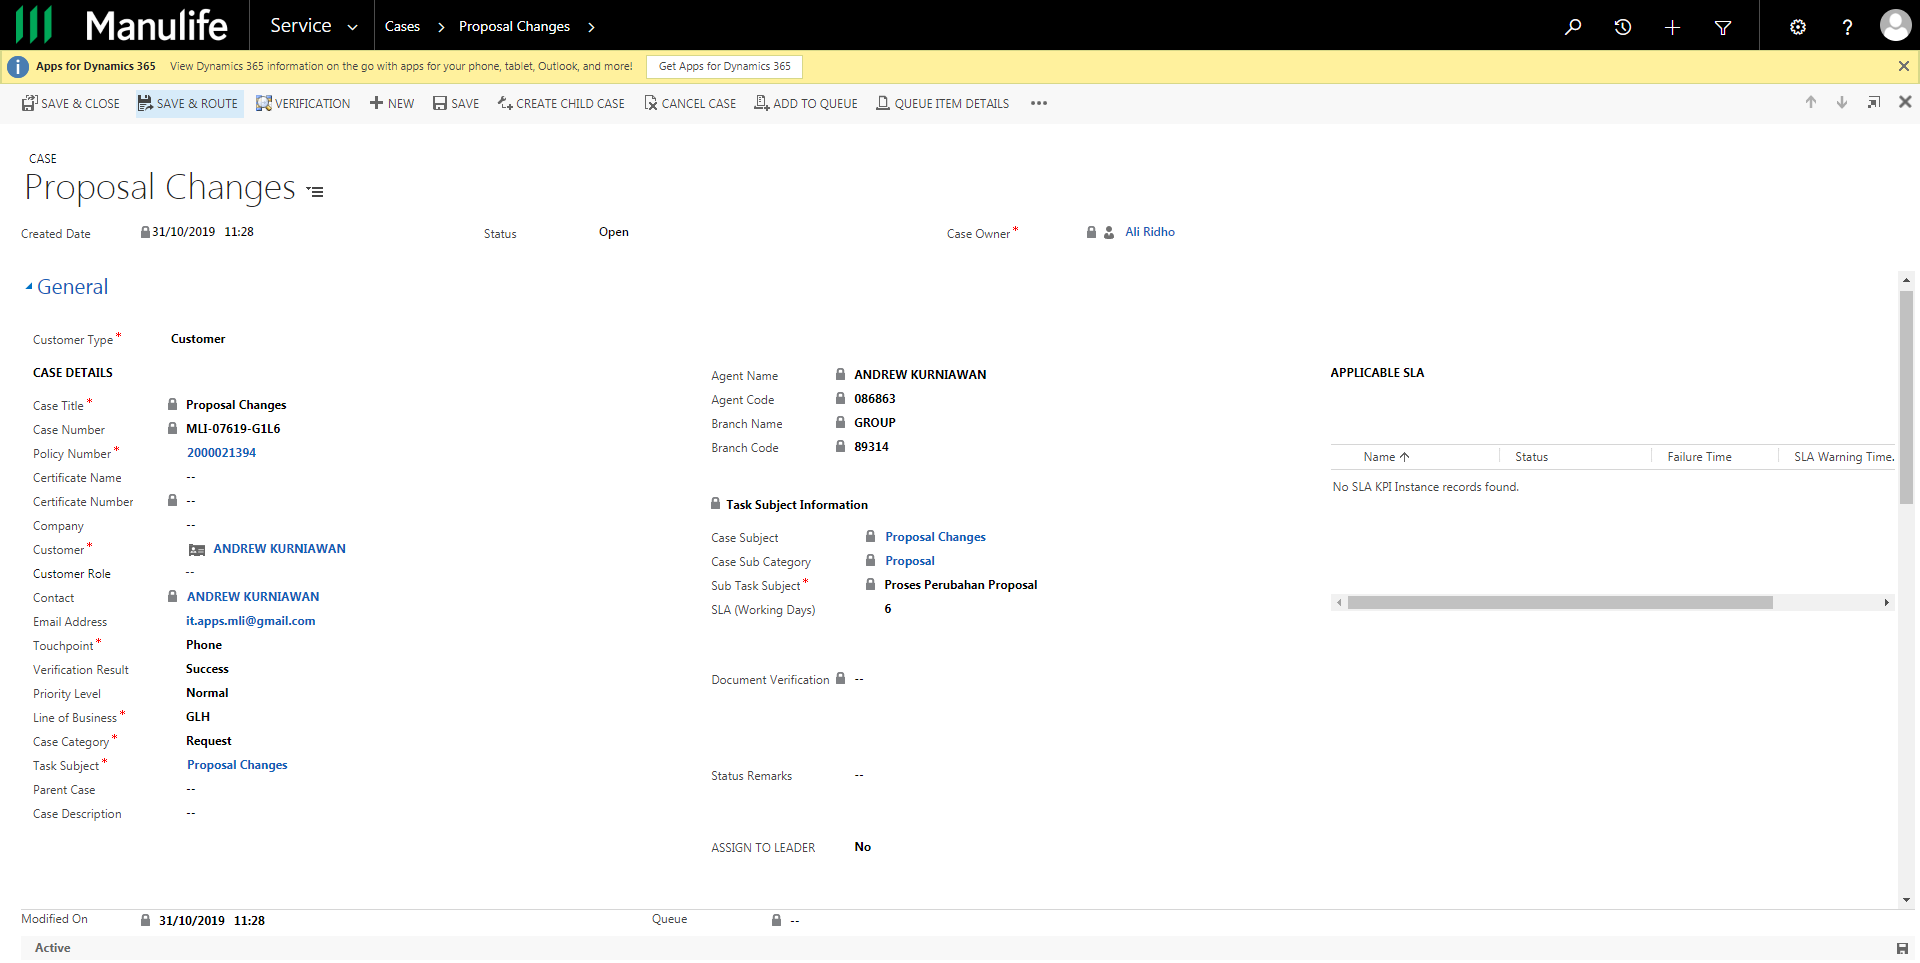 Manulife Service Cases Proposal Changes
Apps for Dynamics 365 View Dynamics 365 information on the go with apps for your phone, tablet, Outlook, and more! Get Apps for Dynamics 365
SAVE & CLOSE SAVE & ROUTE VERIFICATION NEW SAVE CREATE CHILD CASE CANCEL CASE ADD TO QUEUE QUEUE ITEM DETAILS
CASE
Proposal Changes
Created Date 31/10/2019 11:28 Status Open Case Owner* Ali Ridho
General
Customer Type* Customer
CASE DETAILS
Case Title* Proposal Changes
Case Number MLI-07619-G1L6
Policy Number* 2000021394
Certificate Name --
Certificate Number --
Company --
Customer* ANDREW KURNIAWAN
Customer Role --
Contact ANDREW KURNIAWAN
Email Address it.apps.mli@gmail.com
Touchpoint* Phone
Verification Result Success
Priority Level Normal
Line of Business* GLH
Case Category* Request
Task Subject* Proposal Changes
Parent Case --
Case Description --
Agent Name ANDREW KURNIAWAN
Agent Code 086863
Branch Name GROUP
Branch Code 89314
Task Subject Information
Case Subject Proposal Changes
Case Sub Category Proposal
Sub Task Subject* Proses Perubahan Proposal
SLA (Working Days) 6
Document Verification --
Status Remarks --
ASSIGN TO LEADER No
APPLICABLE SLA
Name Status Failure Time SLA Warning Time.
No SLA KPI Instance records found.
Modified On 31/10/2019 11:28 Queue --
Active